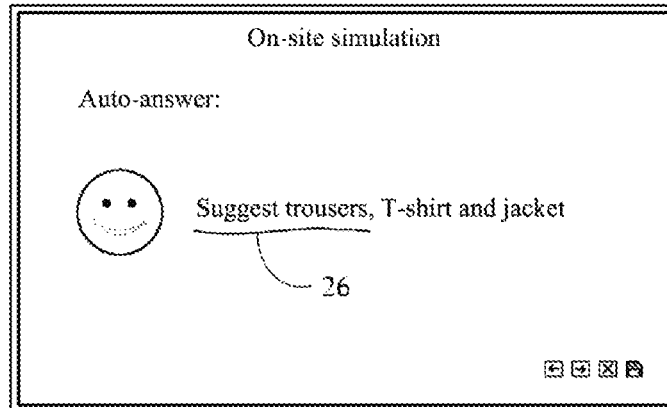 On-site simulation
Auto-answer:
Suggest trousers, T-shirt and jacket
26